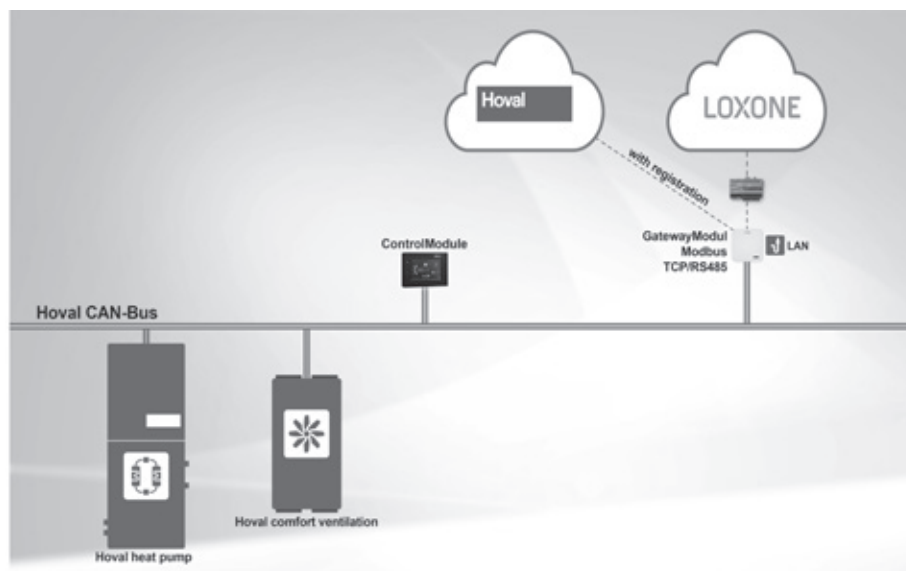 Hoval
LOXONE
with registration
ControlModule
GatewayModul
Modbus
TCP/RS485
LAN
Hoval CAN-Bus
Hoval comfort ventilation
Hoval heat pump